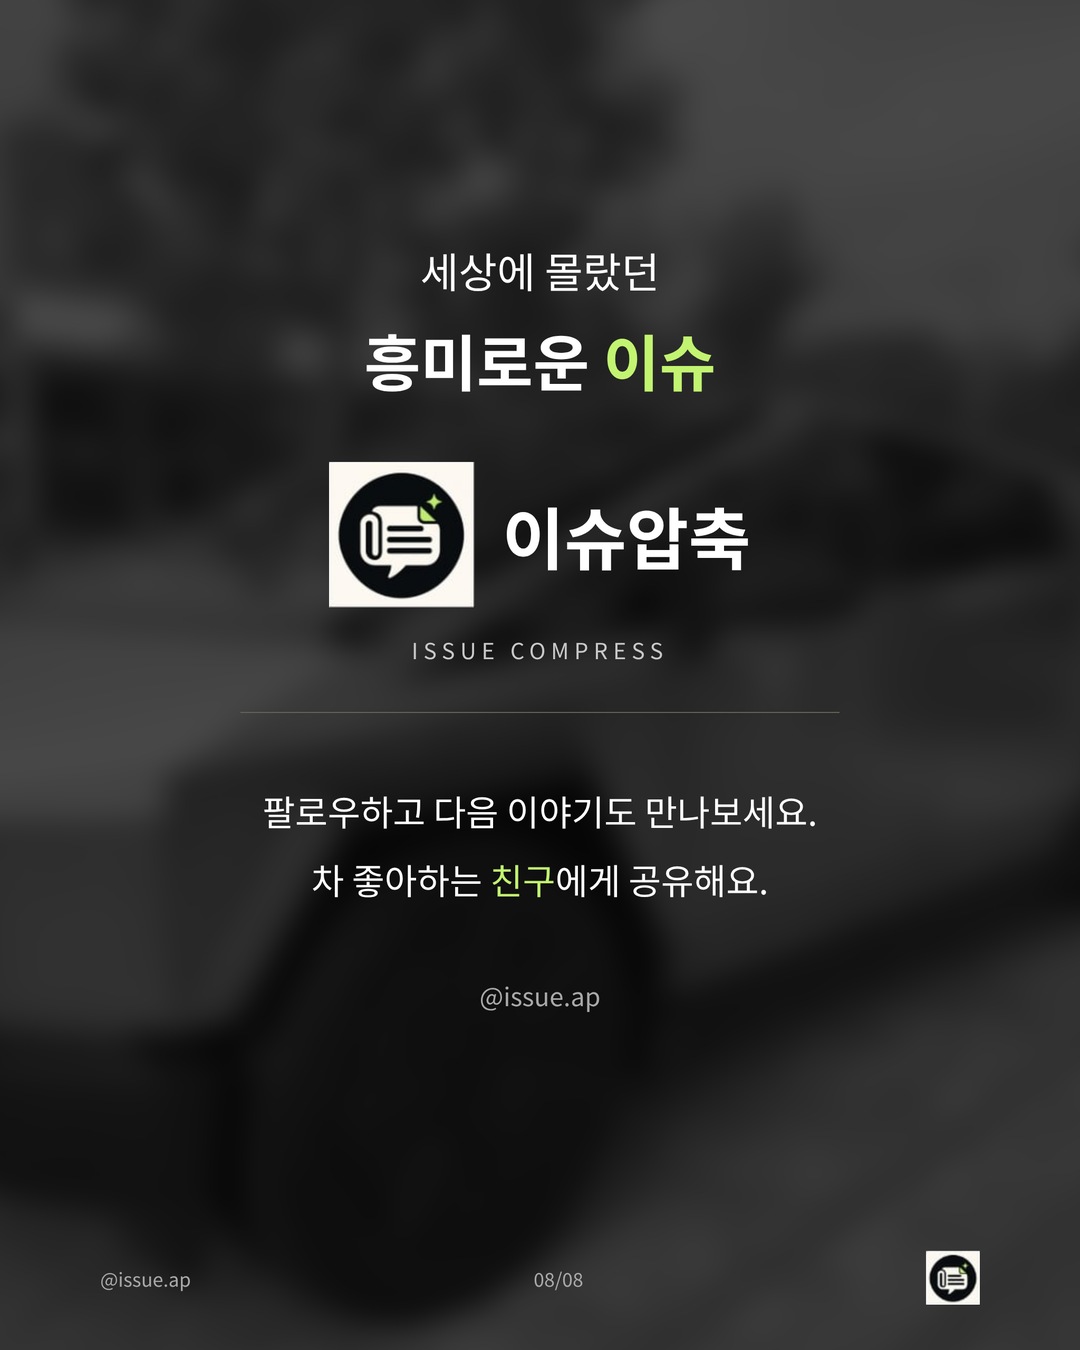 세상에 몰랐던
흥미로운 이슈
이슈압축
ISSUE COMPRESS
팔로우하고 다음 이야기도 만나보세요.
차 좋아하는 친구에게 공유해요.
@issue.ap
@issue.ap
08/08